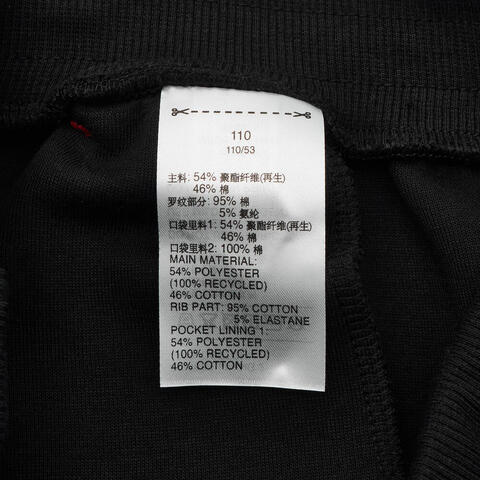 110
110/53
主料: 54% 聚酯纤维(再生)
46% 棉
罗纹部分: 95% 棉
5% 氨纶
口袋里料1: 54% 聚酯纤维(再生)
46% 棉
口袋里料2: 100% 棉
MAIN MATERIAL:
54% POLYESTER
(100% RECYCLED)
46% COTTON
RIB PART: 95% COTTON
5% ELASTANE
POCKET LINING 1:
54% POLYESTER
(100% RECYCLED)
46% COTTON